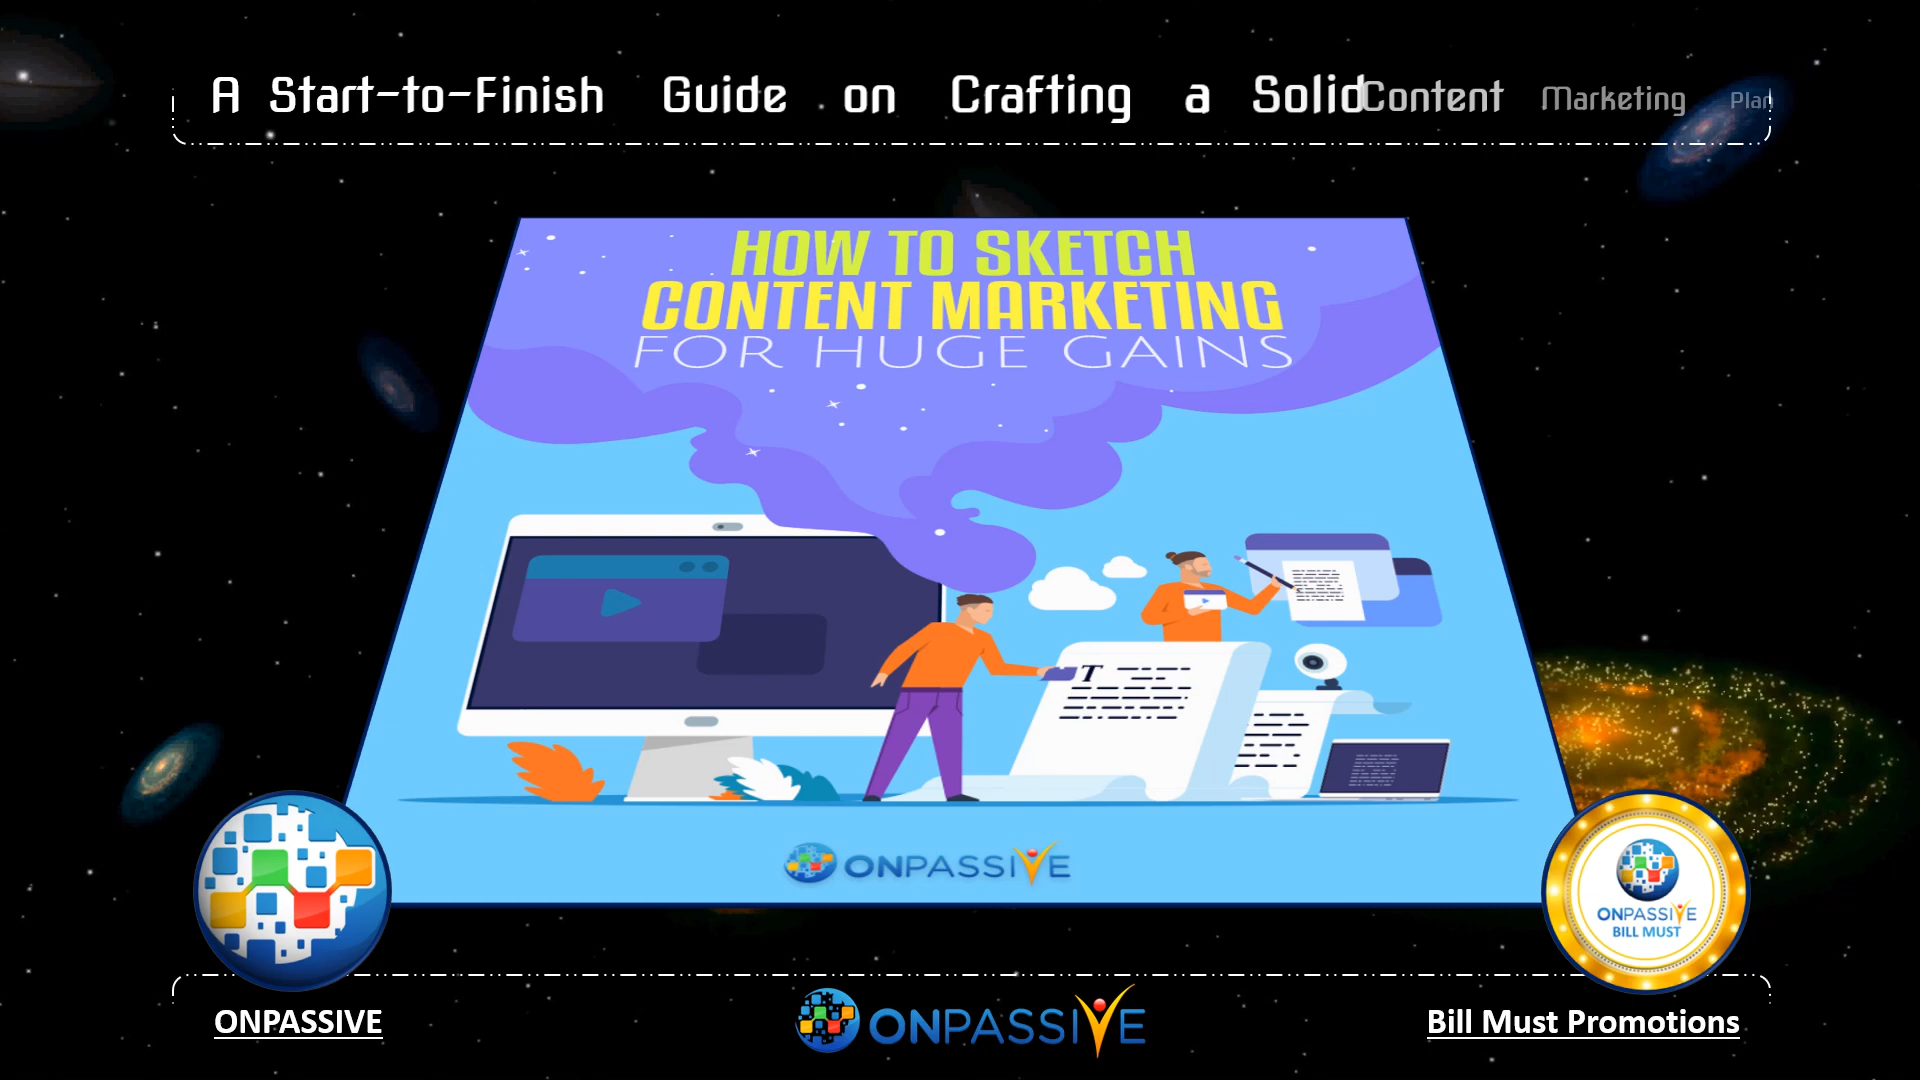 A Start-to-Finish Guide on Crafting a Solid Content Marketing Plan
HOW TO SKETCH
CONTENT MARKETING
FOR HUGE GAINS
T
ONPASSIVE
ONPASSIVE
BILL MUST
ONPASSIVE
ONPASSIVE
Bill Must Promotions